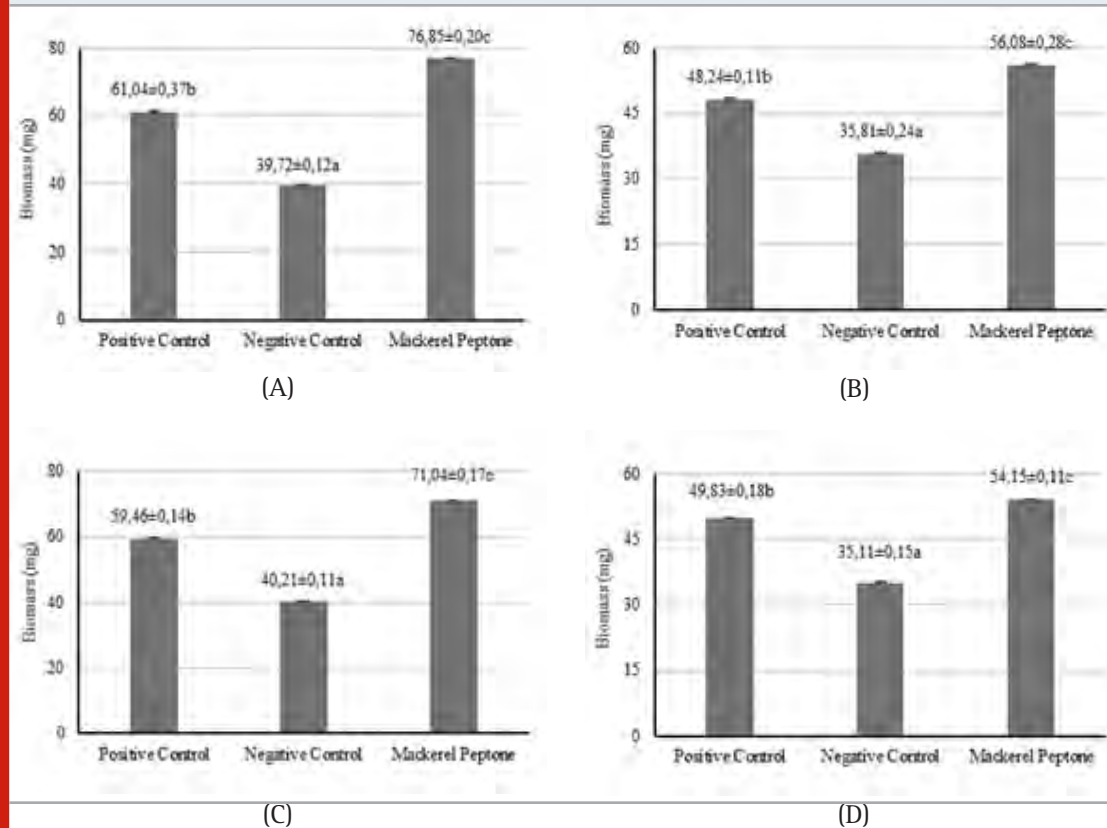 80
60
40
20
0
Biomass (mg)
61,04±0,37b
39,72±0,12a
76,85±0,20c
Positive Control
Negative Control
Mackerel Peptone
(A)
60
45
30
15
0
Biomass (mg)
48,24±0,11b
35,81±0,24a
56,08±0,28c
Positive Control
Negative Control
Mackerel Peptone
(B)
80
60
40
20
0
Biomass (mg)
59,46±0,14b
40,21±0,11a
71,04±0,17c
Positive Control
Negative Control
Mackerel Peptone
(C)
60
45
30
15
0
Biomass (mg)
49,83±0,18b
35,11±0,15a
54,15±0,11c
Positive Control
Negative Control
Mackerel Peptone
(D)